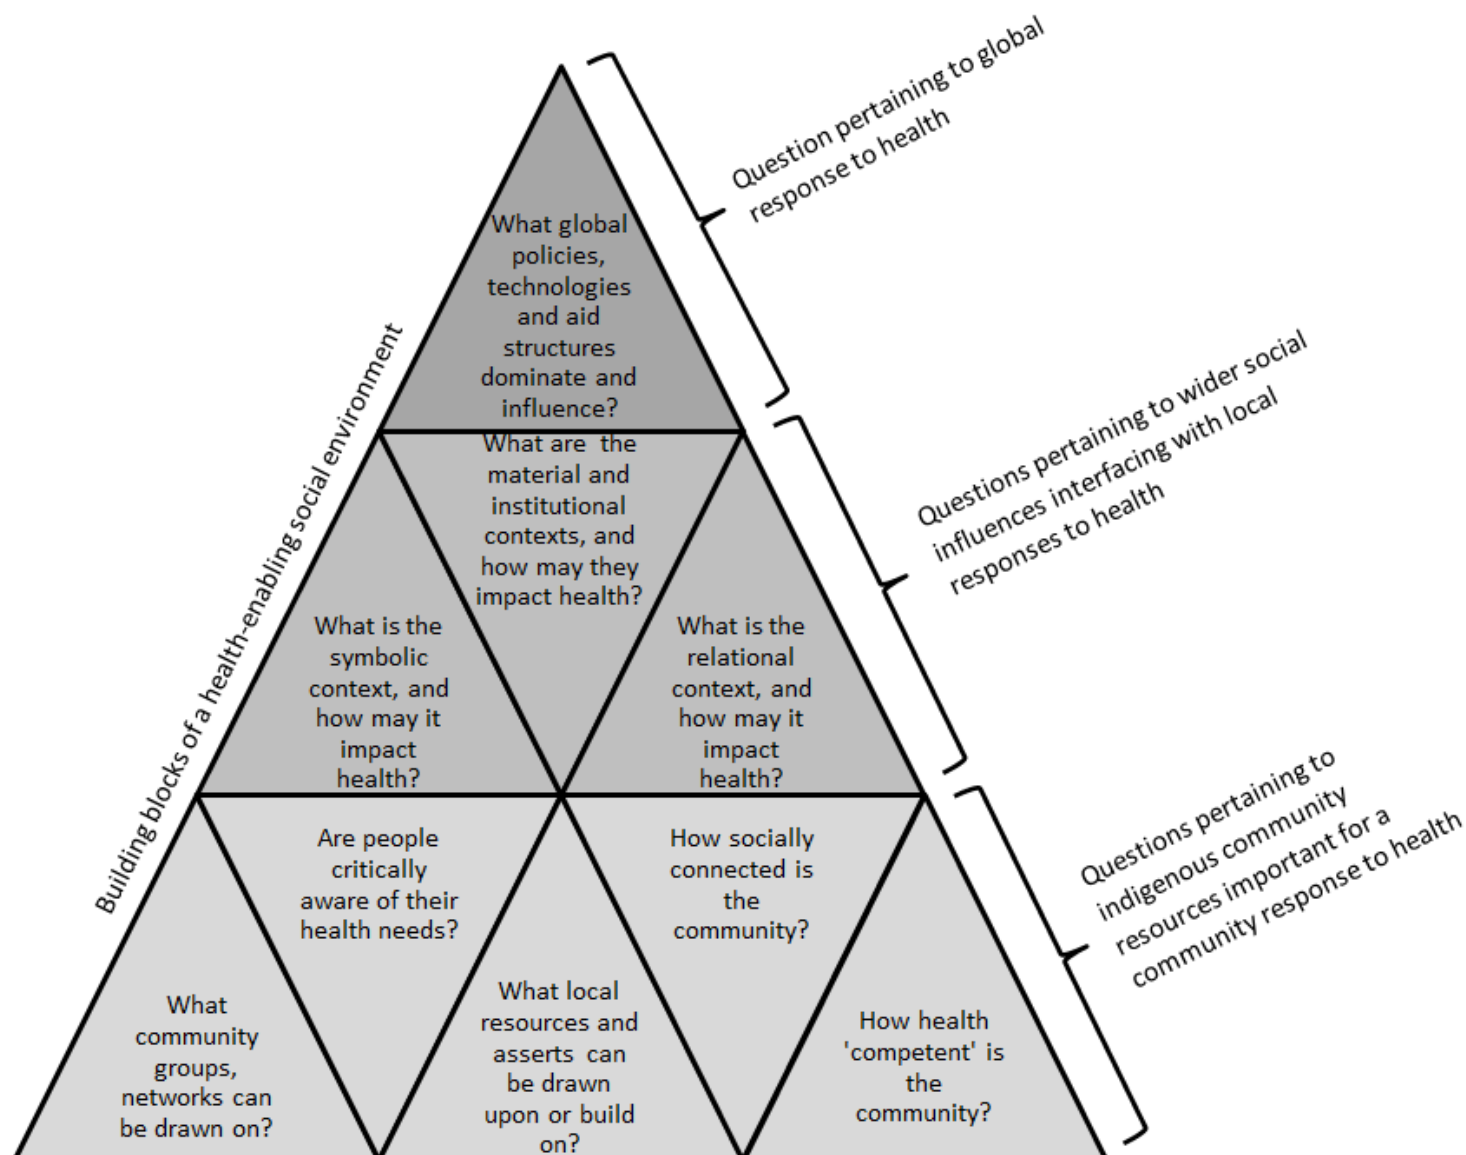 Question pertaining to global
response to health
What global
policies,
technologies
and aid
structures
dominate and
influence?
Building blocks of a health-enabling social environment
Questions pertaining to wider social
influences interfacing with local
responses to health
What are the
material and
institutional
contexts, and
how may they
impact health?
What is the
symbolic
context, and
how may it
impact
health?
What is the
relational
context, and
how may it
impact
health?
Questions pertaining to
indigenous community
resources important for a
community response to health
Are people
critically
aware of their
health needs?
How socially
connected is
the
community?
What
community
groups,
networks can
be drawn on?
What local
resources and
asserts can
be drawn
upon or build
on?
How health
'competent' is
the
community?